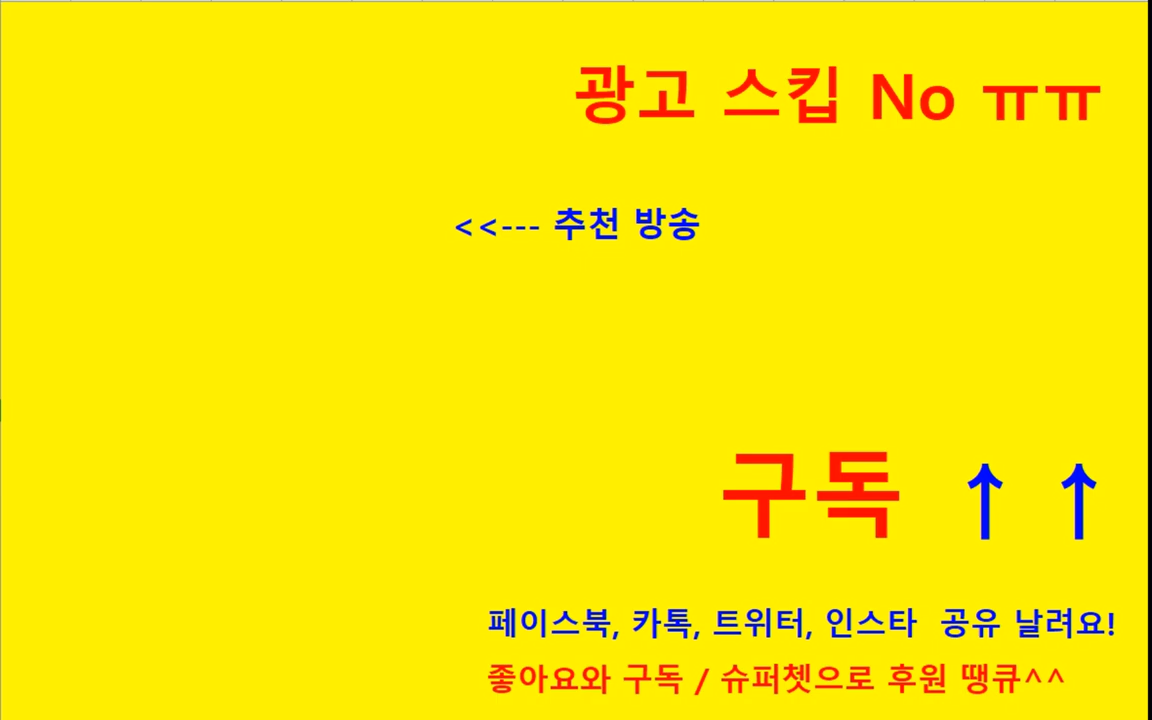 광고 스킵 No ㅠㅠ
<<--- 추천 방송
구독 ↑ ↑
페이스북, 카톡, 트위터, 인스타 공유 날려요!
좋아요와 구독 / 슈퍼쳇으로 후원 땡큐^^